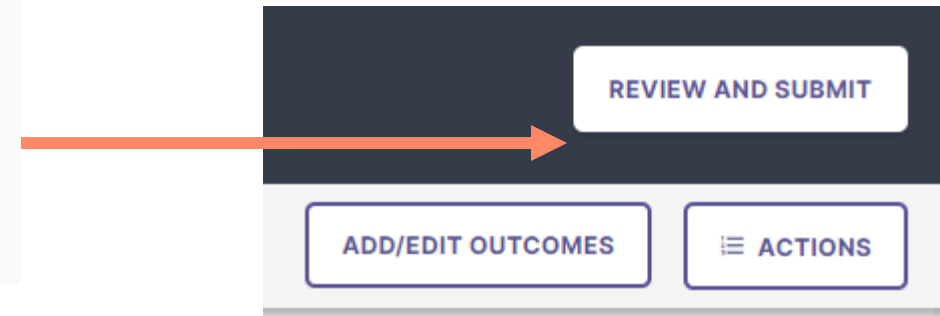 REVIEW AND SUBMIT
ADD/EDIT OUTCOMES
ACTIONS